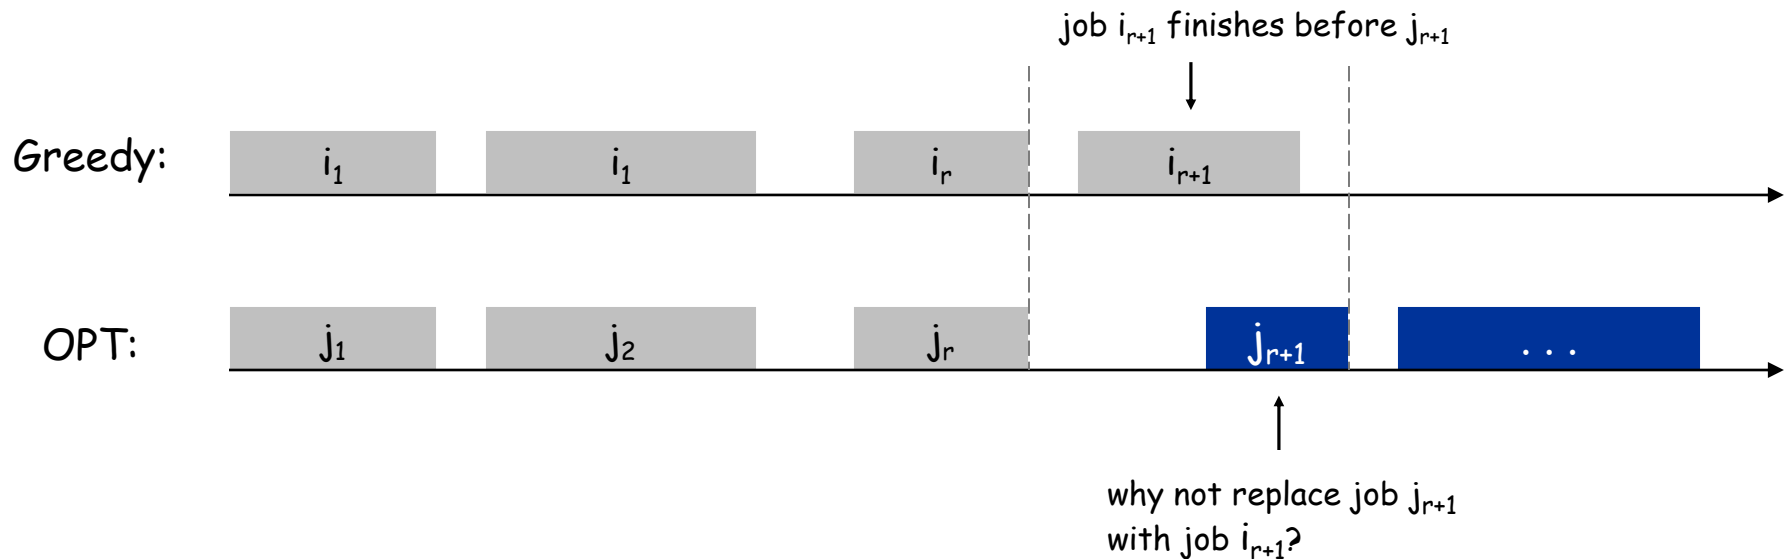 job i_{r+1} finishes before j_{r+1}
Greedy: i_1 i_1 i_r i_{r+1}
OPT: j_1 j_2 j_r j_{r+1} . . .
why not replace job j_{r+1}
with job i_{r+1}?